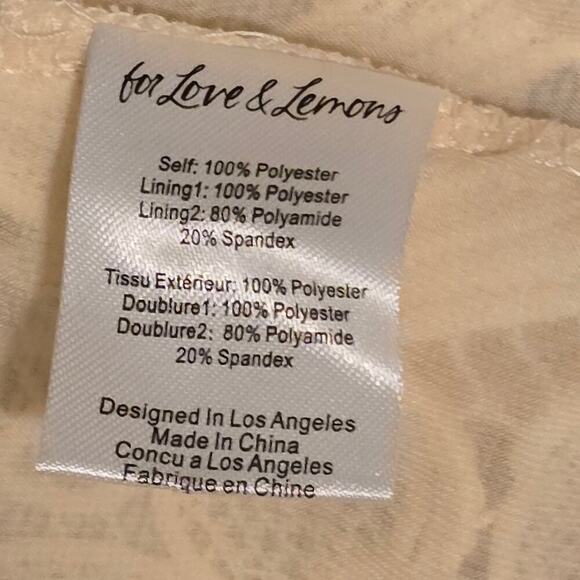 for Love & Lemons
Self: 100% Polyester
Lining1: 100% Polyester
Lining2: 80% Polyamide
20% Spandex
Tissu Extérieur: 100% Polyester
Doublure1: 100% Polyester
Doublure2: 80% Polyamide
20% Spandex
Designed In Los Angeles
Made In China
Concu a Los Angeles
Fabrique en Chine